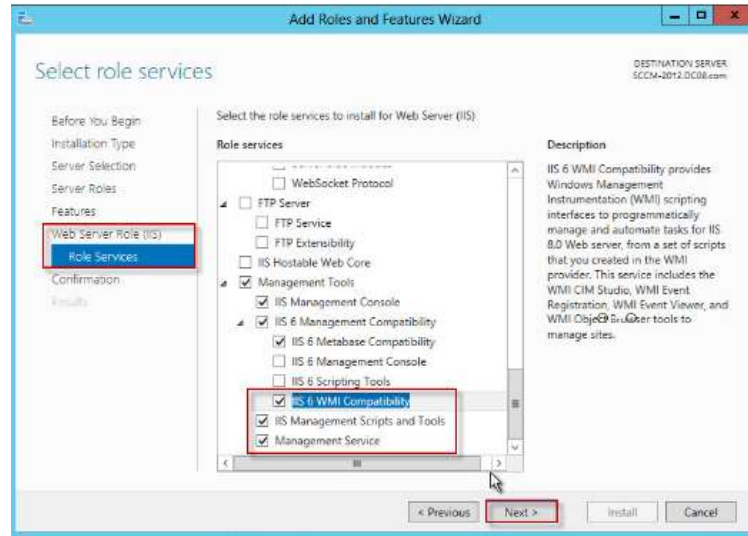 Add Roles and Features Wizard
Select role services
DESTINATION SERVER
SCCM-2012.DC08.com
Before You Begin
Installation Type
Server Selection
Server Roles
Features
Web Server Role (IIS)
Role Services
Confirmation
Results
Select the role services to install for Web Server (IIS)
Role services
WebSocket Protocol
FTP Server
FTP Service
FTP Extensibility
IIS Hostable Web Core
Management Tools
IIS Management Console
IIS 6 Management Compatibility
IIS 6 Metabase Compatibility
IIS 6 Management Console
IIS 6 Scripting Tools
IIS 6 WMI Compatibility
IIS Management Scripts and Tools
Management Service
Description
IIS 6 WMI Compatibility provides
Windows Management
Instrumentation (WMI) scripting
interfaces to programmatically
manage and automate tasks for IIS
8.0 Web server, from a set of scripts
that you created in the WMI
provider. This service includes the
WMI CIM Studio, WMI Event
Registration, WMI Event Viewer, and
WMI Object Browser tools to
manage sites.
< Previous
Next >
Install
Cancel